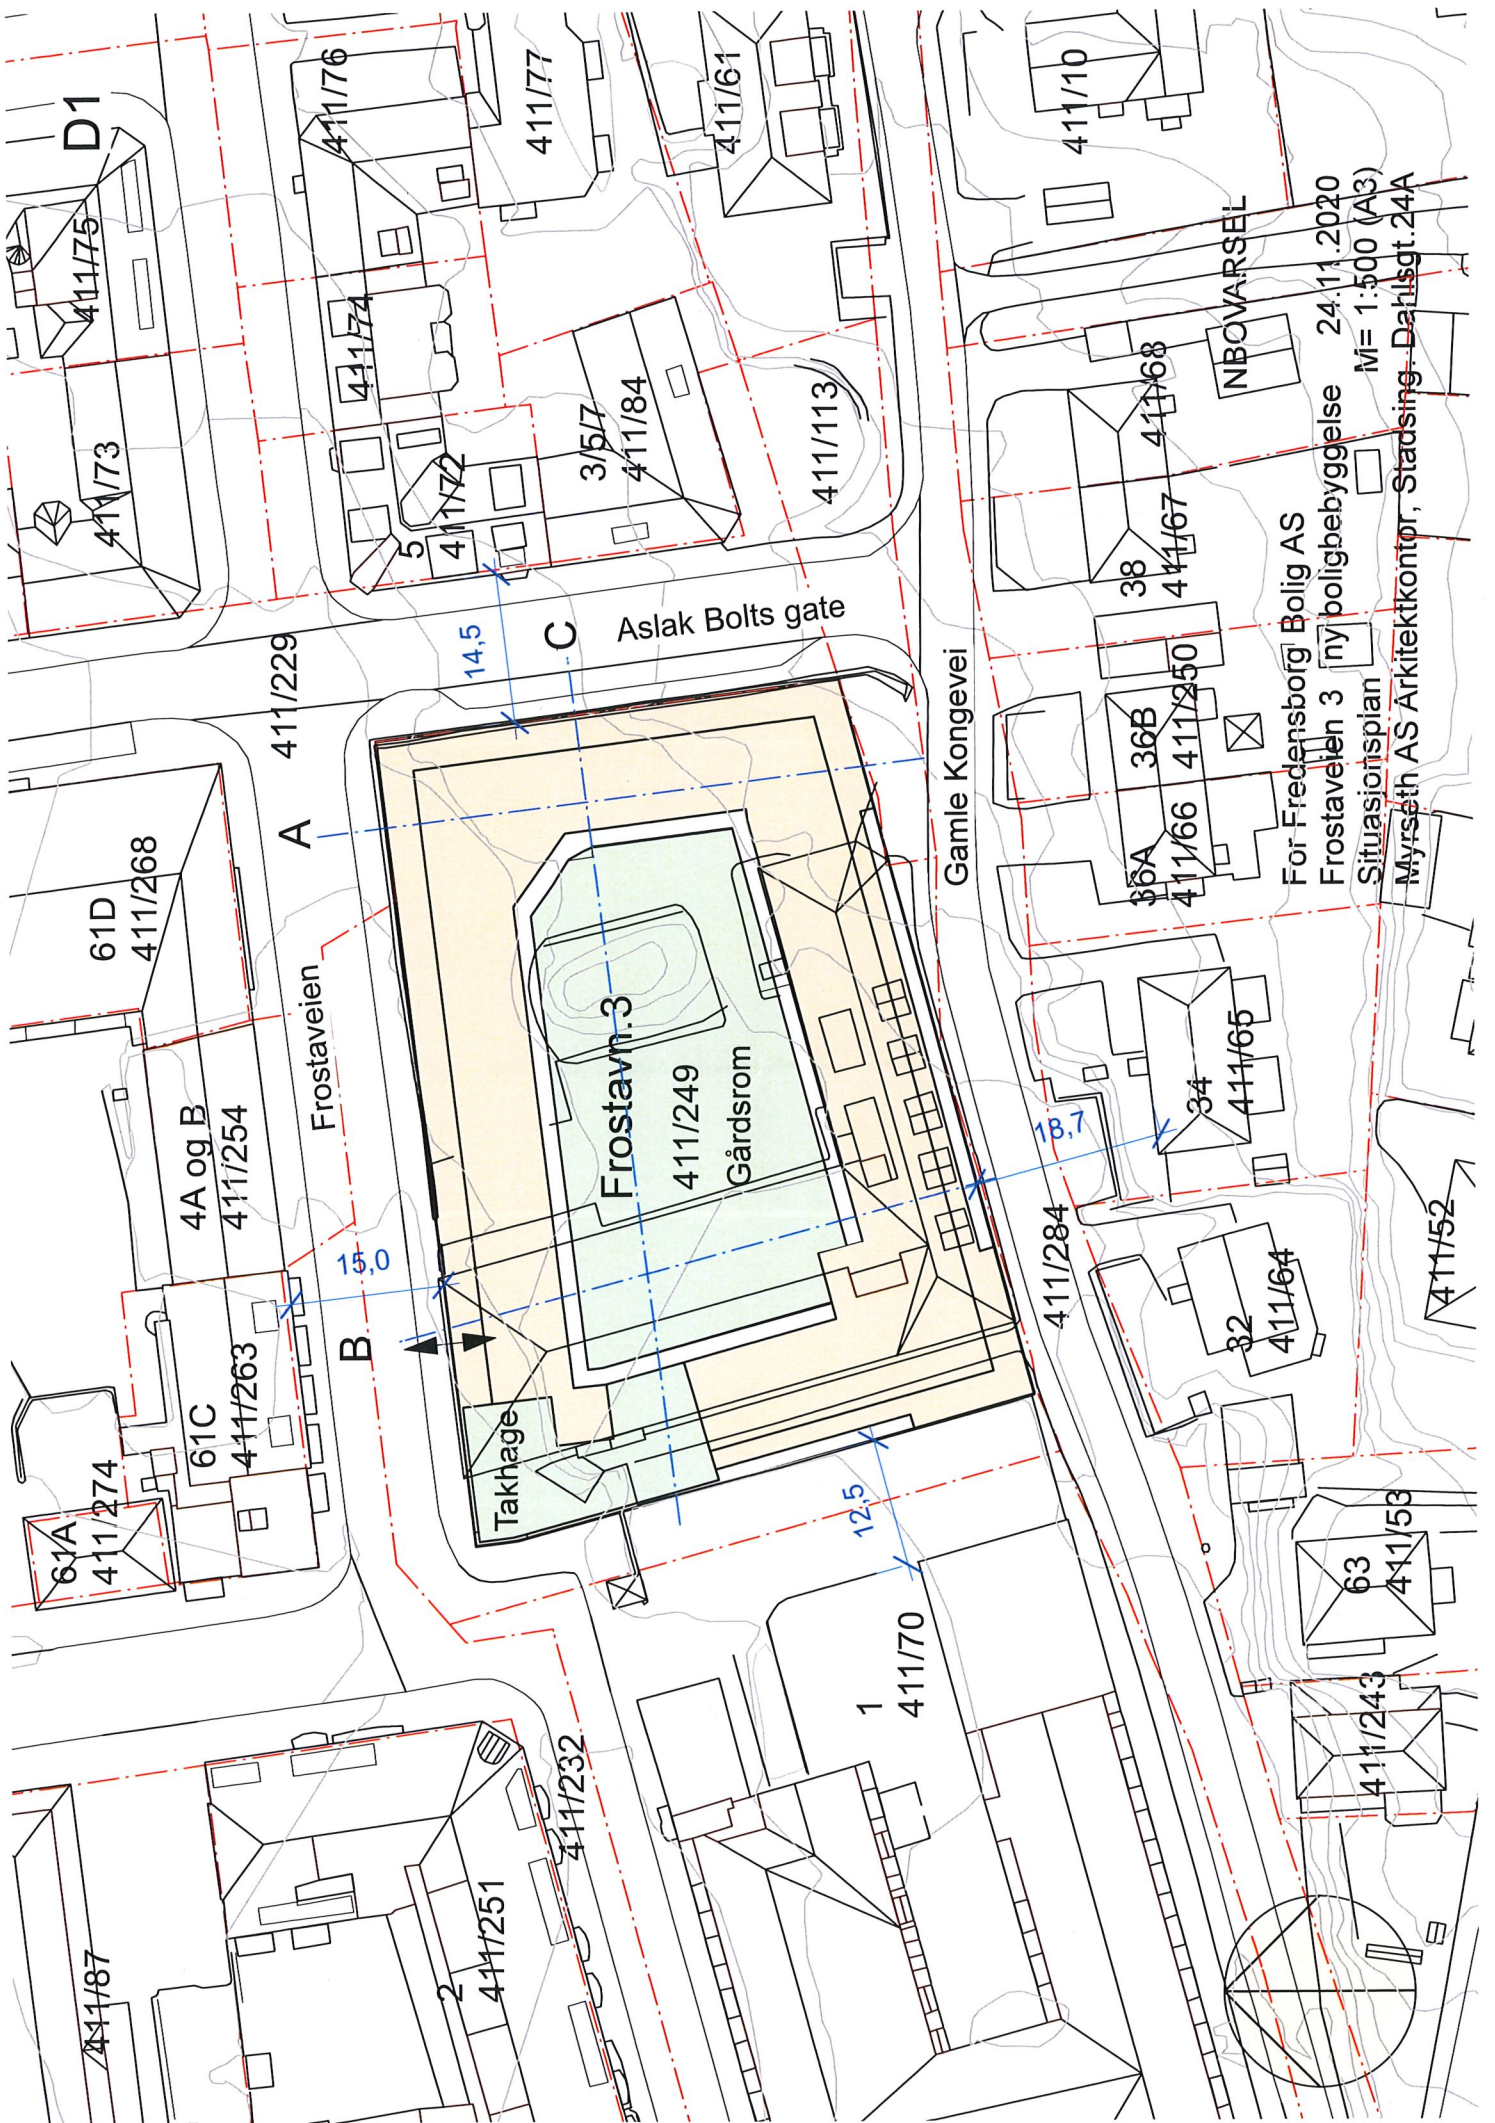 D1
411/76
411/77
411/61
411/10
411/75
411/74
411/73
5
411/72
3/5/7
411/84
411/113
411/68
38
411/67
NBOVARSEL
411/229
14,5
C
Aslak Bolts gate
Gamle Kongevei
36B
411/250
36A
411/66
A
61D
411/268
Frostaveien
4A og B
411/254
Frostavn.3
411/249
Gårdsrom
18,7
34
411/65
15,0
B
61C
411/263
61A
411/274
Takhage
12,5
411/284
32
411/64
411/52
63
411/53
1
411/70
411/243
411/232
2
411/251
411/87
For Fredensborg Bolig AS
Frostaveien 3 ny boligbebyggelse 24.11.2020
Situasjonsplan M= 1:500 (A3)
Myrseth AS Arkitektkontor, Stadsing. Dahlsgt.24A